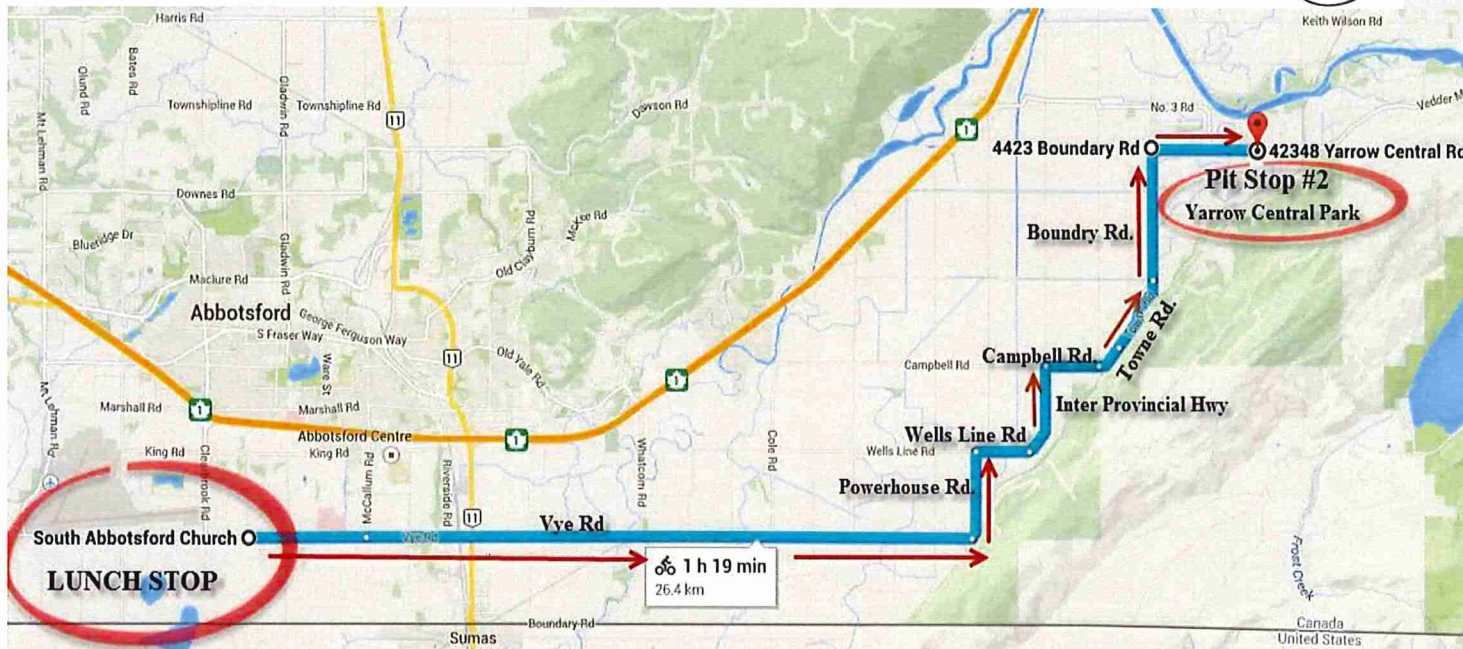 Harris Rd
Keith Wilson Rd
Olund Rd
Bates Rd
Gladwin Rd
Townshipline Rd
Townshipline Rd
11
Dawson Rd
1
No. 3 Rd
Vedder M
Mt Lehman Rd
4423 Boundary Rd
42348 Yarrow Central Rd
Pit Stop #2
Yarrow Central Park
Downes Rd
McKee Rd
Blueridge Dr
Gladwin Rd
Old Clayburn Rd
Boundry Rd.
Maclure Rd
Abbotsford
George Ferguson Way
S Fraser Way
11
Old Yale Rd
Ware St
Campbell Rd
Campbell Rd.
Towne Rd.
Mt Lehman Rd
Marshall Rd
1
Marshall Rd
1
Inter Provincial Hwy
Abbotsford Centre
King Rd
King Rd
1
Wells Line Rd
Wells Line Rd
Clearbrook Rd
McCallum Rd
Riverside Rd
Whatcom Rd
Cole Rd
Powerhouse Rd.
11
South Abbotsford Church
Vye Rd
Vye Rd
LUNCH STOP
1 h 19 min
26.4 km
Frost Creek
Boundary Rd
Sumas
Canada
United States